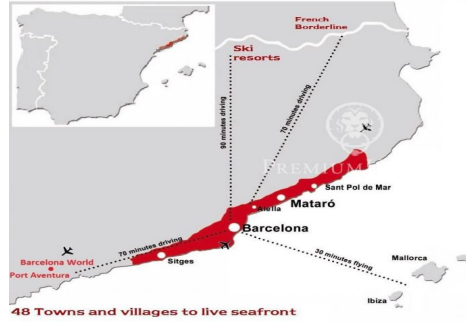 French
Borderline
Ski
resorts
90 minutes driving
70 minutes driving
PREMIUM
Sant Pol de Mar
Mataró
Alella
Barcelona
70 minutes driving
30 minutes flying
Barcelona World
Port Aventura
Sitges
Mallorca
Ibiza
48 Towns and villages to live seafront